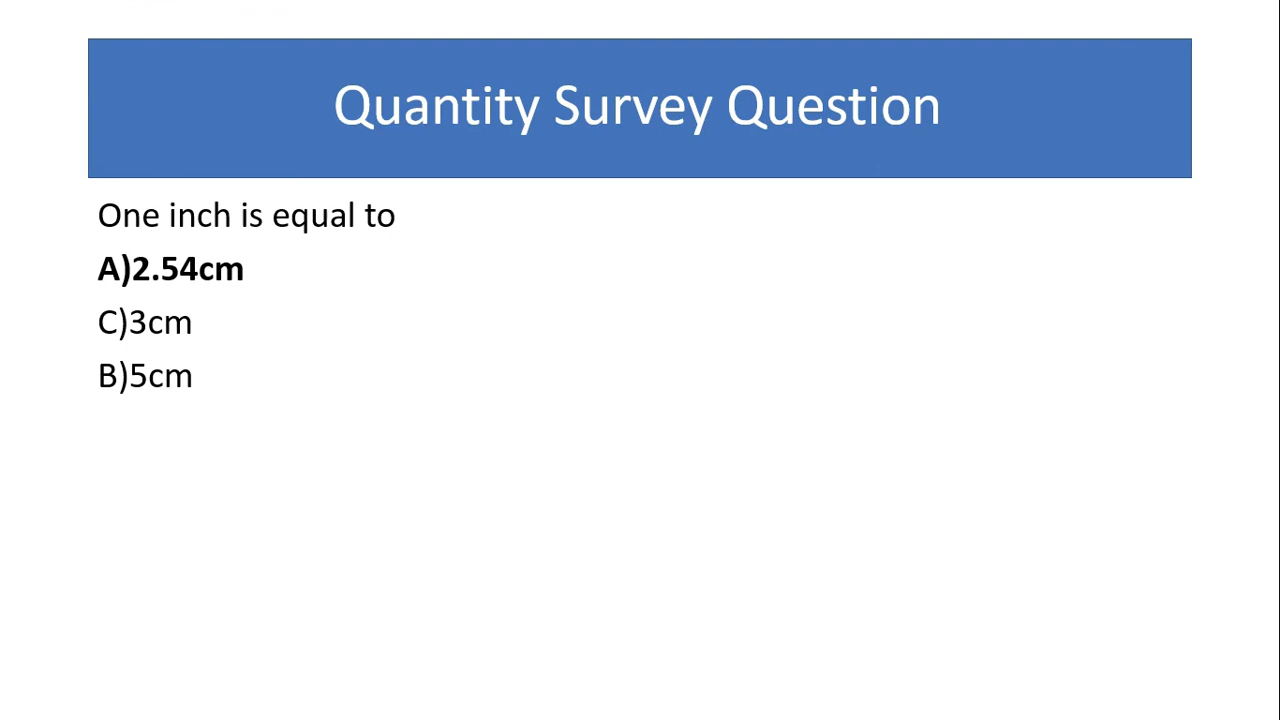 Quantity Survey Question
One inch is equal to
A)2.54cm
C)3cm
B)5cm